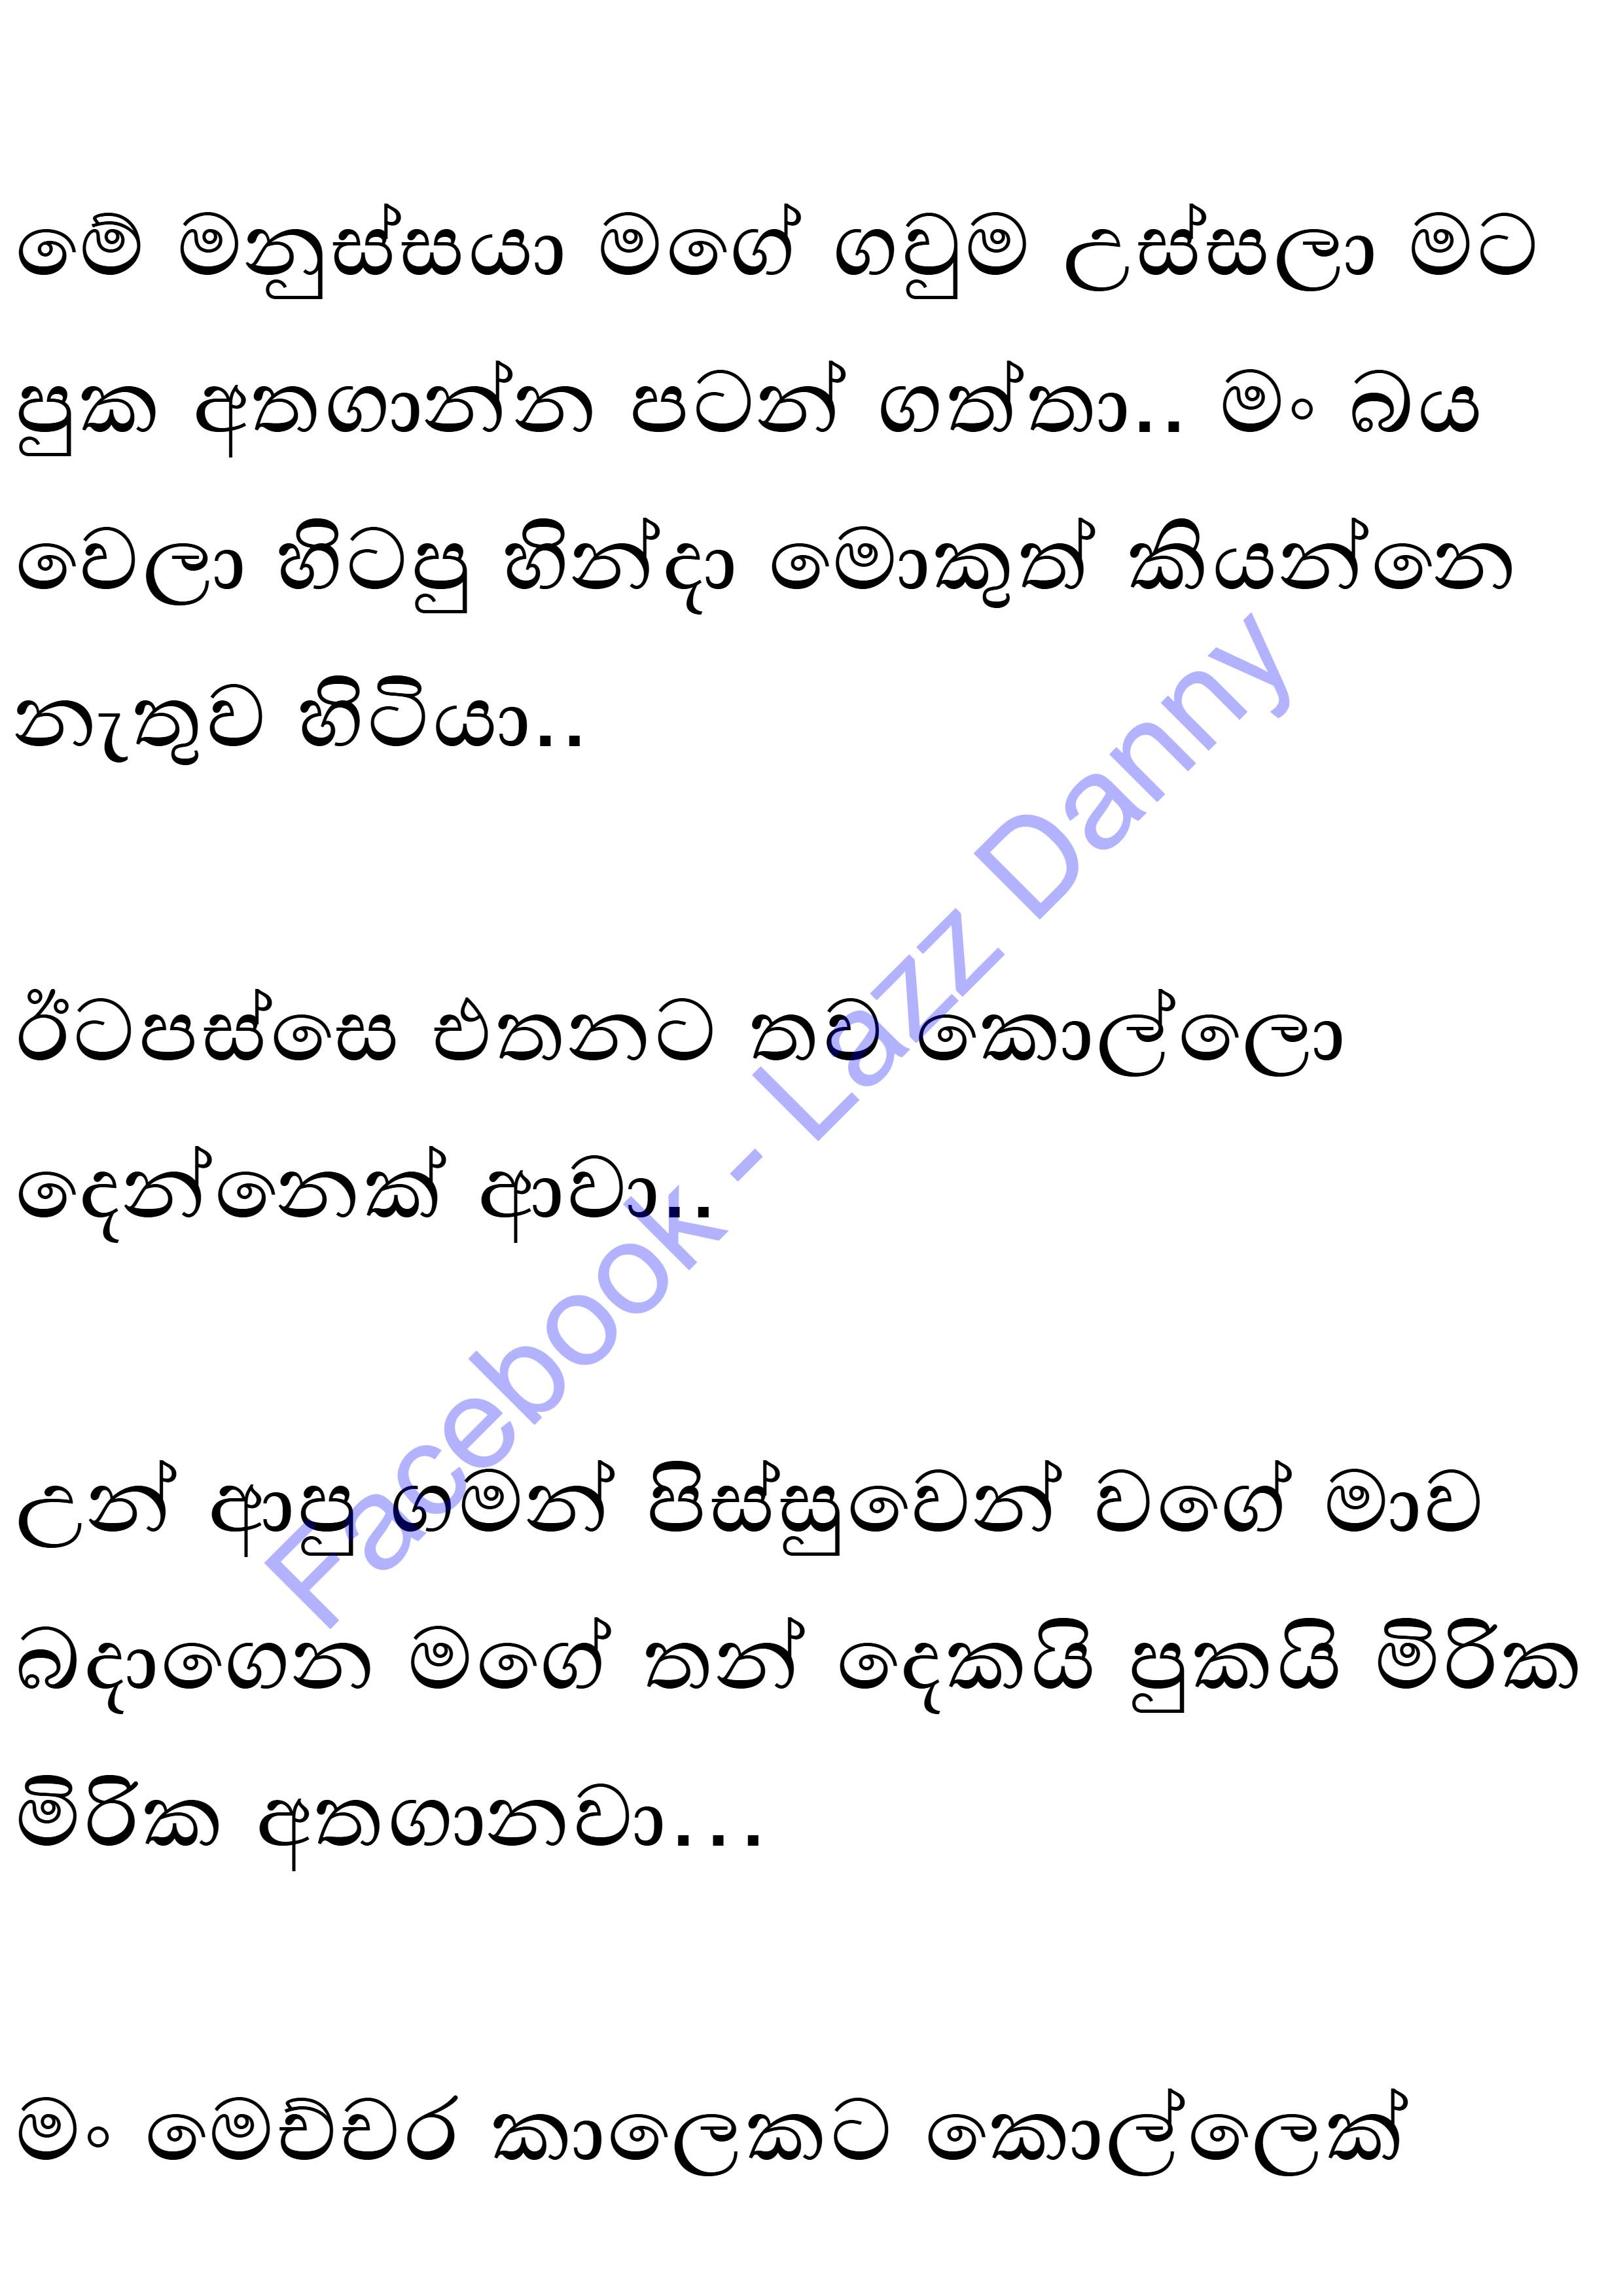 මේ මනුස්සයා මගේ ගවුම උස්සලා මට
පුක අතගාන්න පටන් ගත්තා.. මං බය
වෙලා හිටපු හින්දා මොකුත් කියන්නෙ
නැතුව හිටියා..
ඊටපස්සෙ එතනට තව කොල්ලො
දෙන්නෙක් ආවා..
උන් ආපු ගමන් පිස්සුවෙන් වගේ මාව
බදාගෙන මගේ තන් දෙකයි පුකයි මිරික
මිරික අතගානවා...
මං මෙච්චර කාලෙකට කොල්ලෙක්
Facebook - Lazz Danny